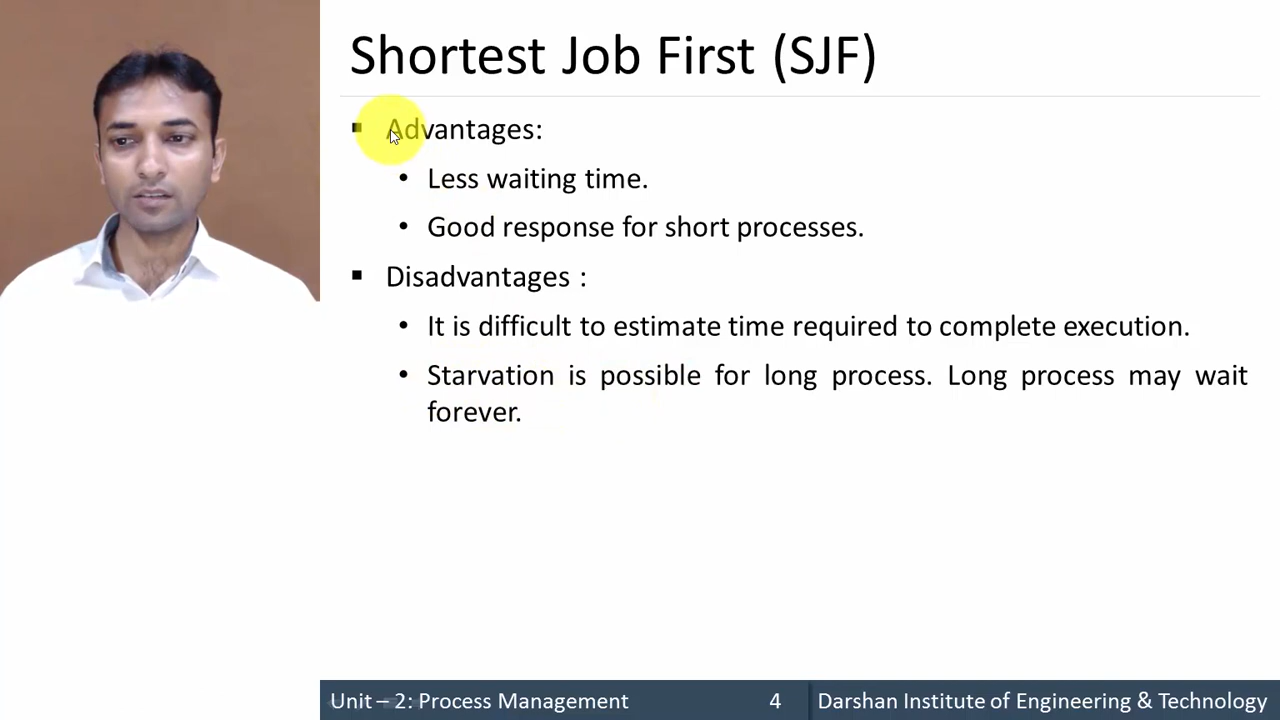 Shortest Job First (SJF)
▪ Advantages:
• Less waiting time.
• Good response for short processes.
▪ Disadvantages :
• It is difficult to estimate time required to complete execution.
• Starvation is possible for long process. Long process may wait
forever.
Unit – 2: Process Management 4 Darshan Institute of Engineering & Technology